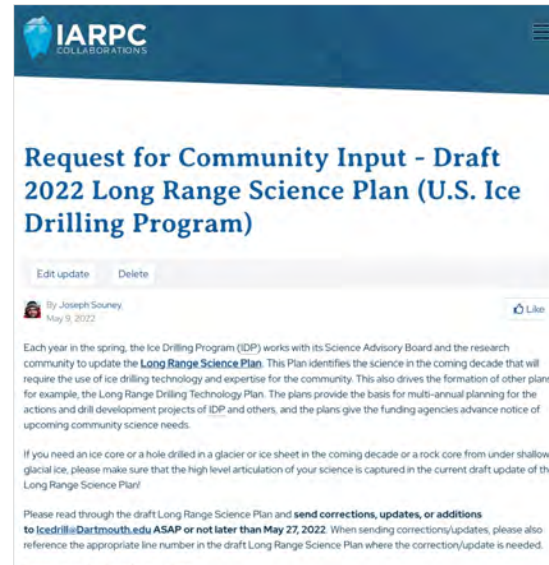 IARPC
COLLABORATIONS
Request for Community Input - Draft
2022 Long Range Science Plan (U.S. Ice
Drilling Program)
Edit update Delete
By Joseph Souney,
May 9, 2022
Like
Each year in the spring, the Ice Drilling Program (IDP) works with its Science Advisory Board and the research
community to update the Long Range Science Plan. This Plan identifies the science in the coming decade that will
require the use of ice drilling technology and expertise for the community. This also drives the formation of other plans
for example, the Long Range Drilling Technology Plan. The plans provide the basis for multi-annual planning for the
actions and drill development projects of IDP and others, and the plans give the funding agencies advance notice of
upcoming community science needs.
If you need an ice core or a hole drilled in a glacier or ice sheet in the coming decade or a rock core from under shallow
glacial ice, please make sure that the high level articulation of your science is captured in the current draft update of th
Long Range Science Plan!
Please read through the draft Long Range Science Plan and send corrections, updates, or additions
to Icedrill@Dartmouth.edu ASAP or not later than May 27, 2022. When sending corrections/updates, please also
reference the appropriate line number in the draft Long Range Science Plan where the correction/update is needed.